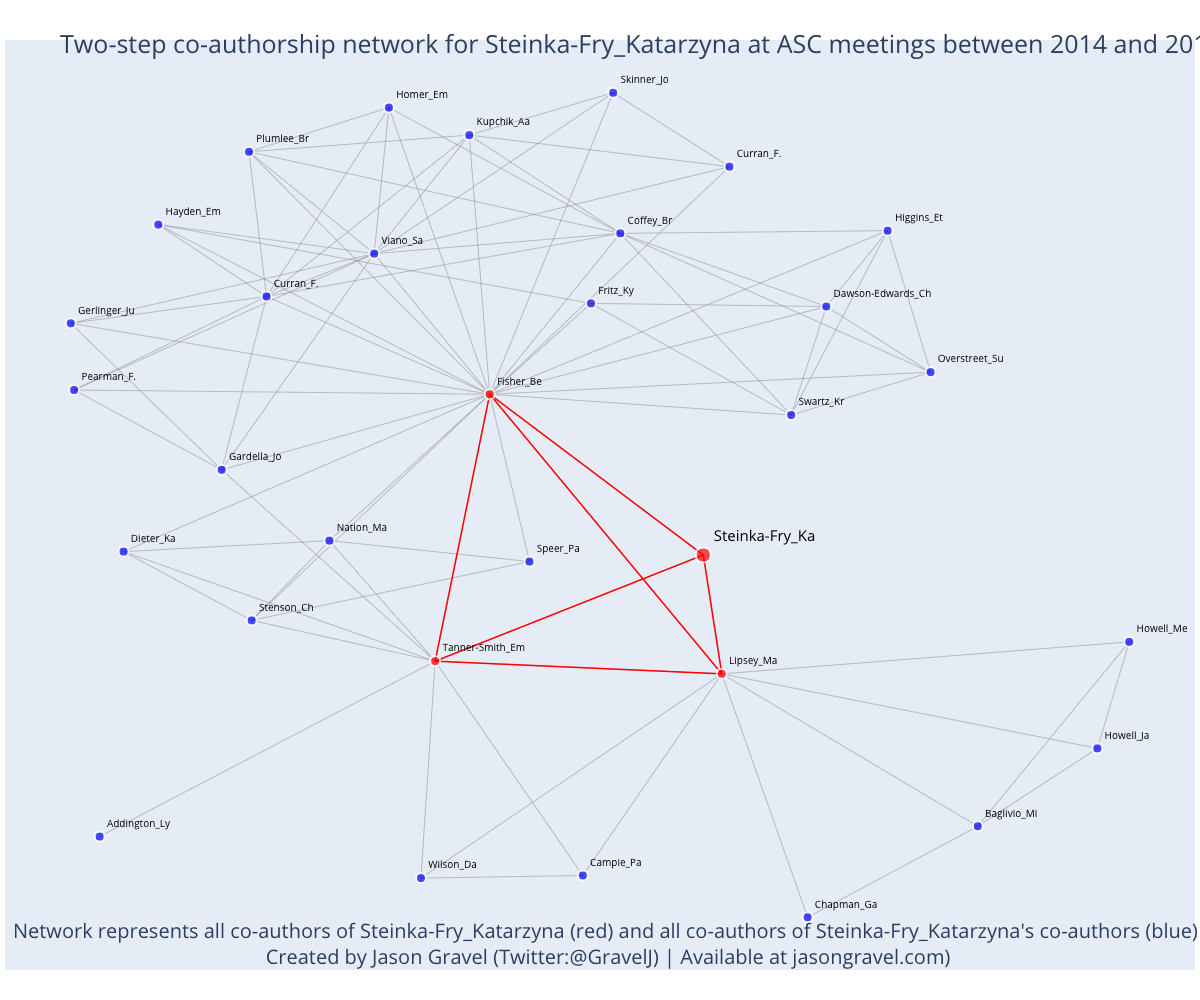 Two-step co-authorship network for Steinka-Fry_Katarzyna at ASC meetings between 2014 and 201
Skinner_Jo
Homer_Em
Kupchik_Aa
Plumlee_Br
Curran_F.
Hayden_Em
Higgins_Et
Coffey_Br
Viano_Sa
Curran_F.
Fritz_Ky
Dawson-Edwards_Ch
Gerlinger_Ju
Overstreet_Su
Pearman_F.
Fisher_Be
Swartz_Kr
Gardella_Jo
Nation_Ma
Steinka-Fry_Ka
Dieter_Ka
Speer_Pa
Stenson_Ch
Howell_Me
Tanner-Smith_Em
Lipsey_Ma
Howell_Ja
Baglivio_Mi
Addington_Ly
Wilson_Da
Campie_Pa
Chapman_Ga
Network represents all co-authors of Steinka-Fry_Katarzyna (red) and all co-authors of Steinka-Fry_Katarzyna's co-authors (blue)
Created by Jason Gravel (Twitter:@GravelJ) | Available at jasongravel.com)